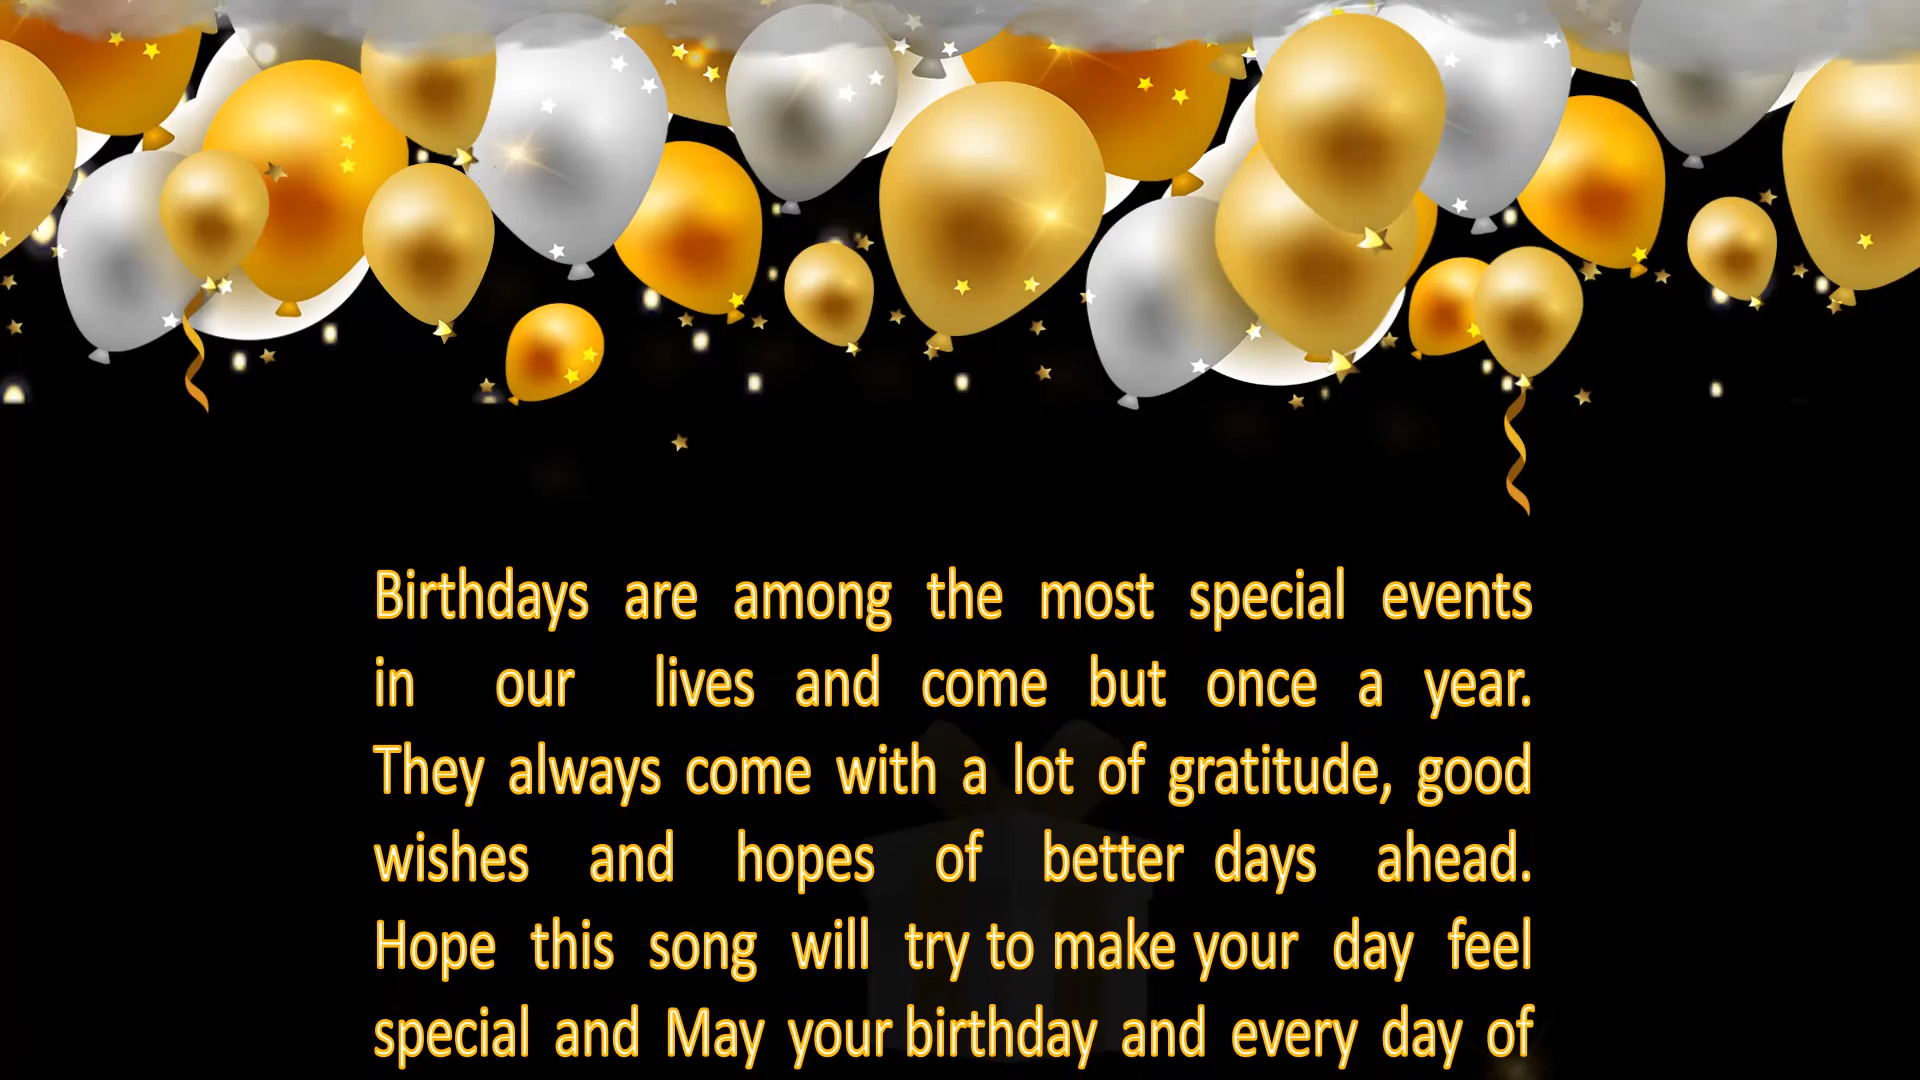 Birthdays are among the most special events
in our lives and come but once a year.
They always come with a lot of gratitude, good
wishes and hopes of better days ahead.
Hope this song will try to make your day feel
special and May your birthday and every day of